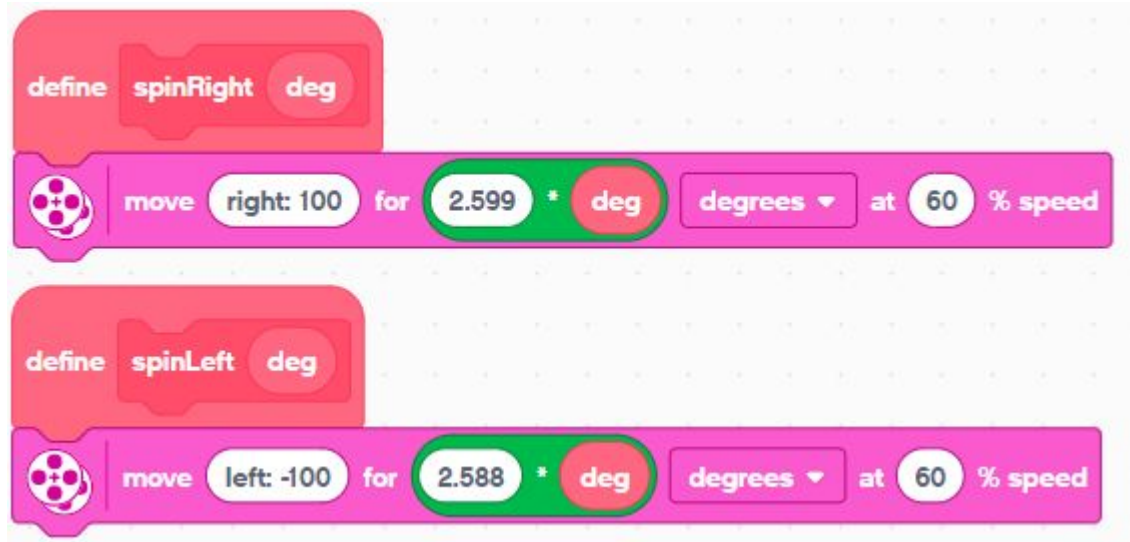 define spinRight deg
move right: 100 for 2.599 * deg degrees at 60 % speed
define spinLeft deg
move left: -100 for 2.588 * deg degrees at 60 % speed